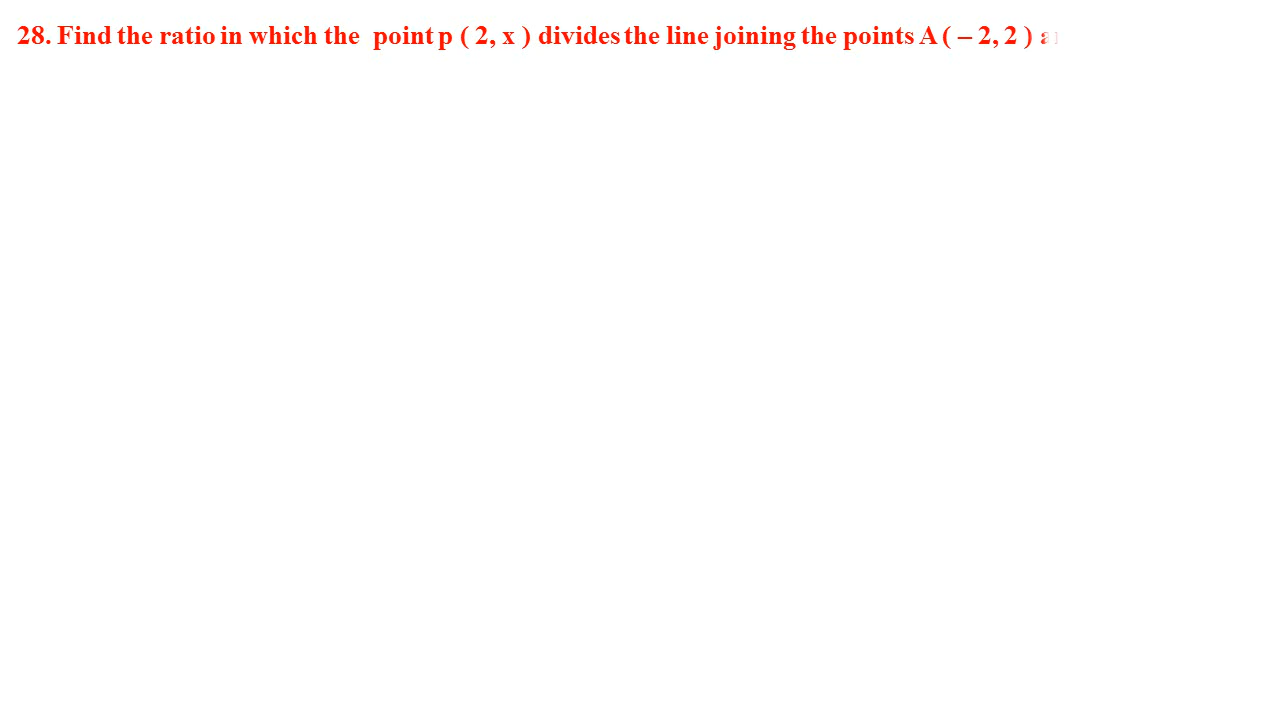 28. Find the ratio in which the point p ( 2, x ) divides the line joining the points A ( – 2, 2 )